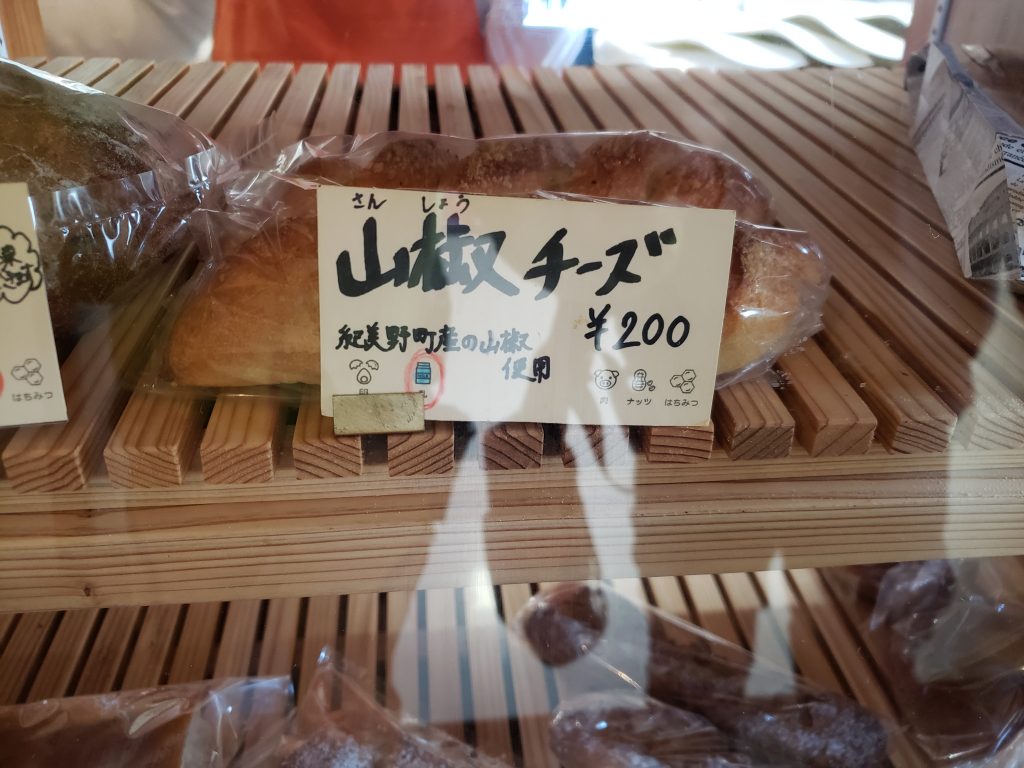 さん しょう
山椒チーズ
紀美野町産の山椒
使用
¥200
卵
肉 ナッツ はちみつ
はちみつ